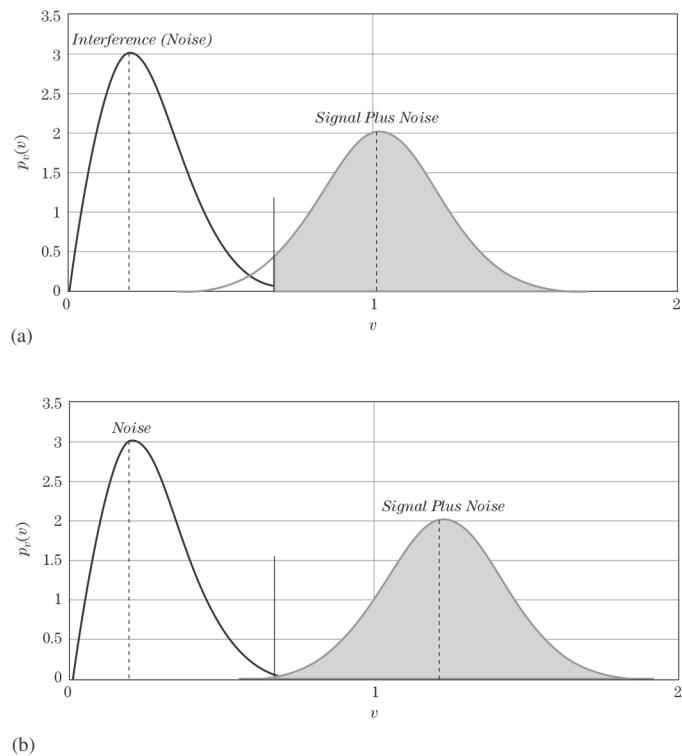 3.5
Interference (Noise)
3
2.5
Signal Plus Noise
2
p_v(v)
1.5
1
0.5
0
0 1 2
v
(a)
3.5
Noise
3
2.5
Signal Plus Noise
2
p_v(v)
1.5
1
0.5
0
0 1 2
v
(b)